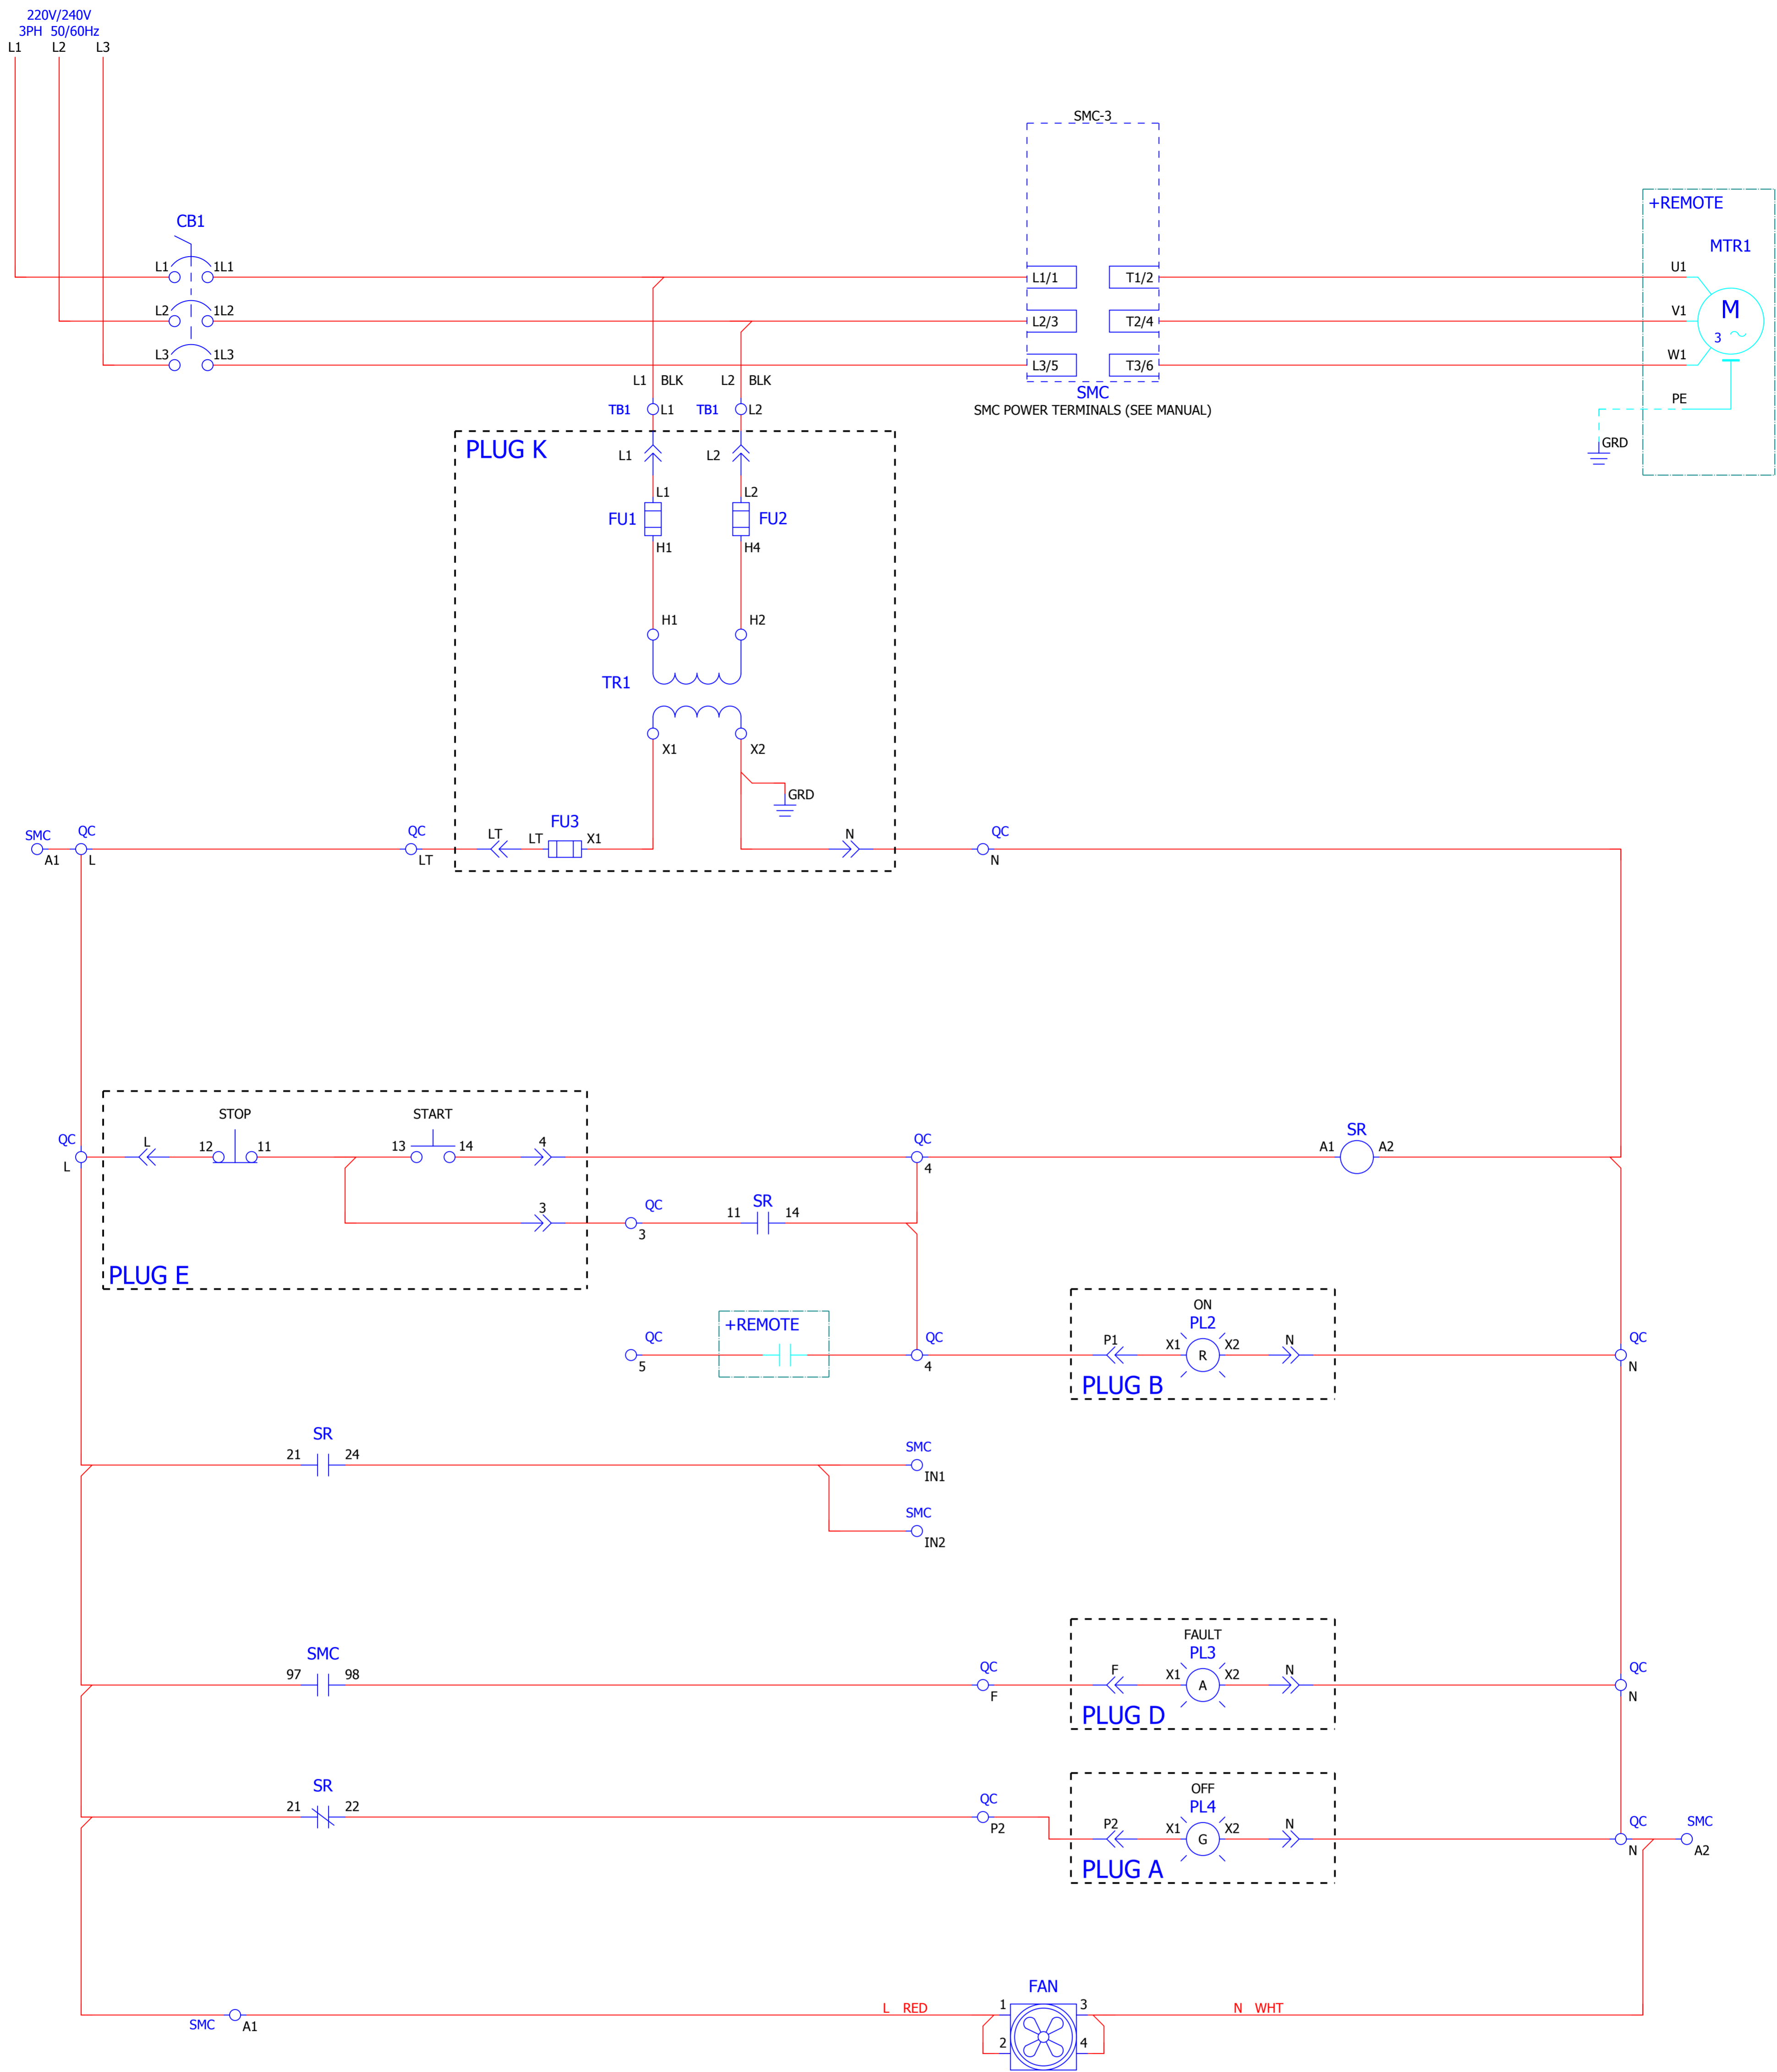 220V/240V
3PH 50/60Hz
L1 L2 L3
SMC-3
+REMOTE
CB1
MTR1
L1 1L1
L1/1 T1/2
U1
L2 1L2
L2/3 T2/4
V1
M
3
L3 1L3
L3/5 T3/6
W1
L1 BLK
L2 BLK
SMC
SMC POWER TERMINALS (SEE MANUAL)
PE
GRD
TB1 L1
TB1 L2
PLUG K
L1 L2
L1 L2
FU1 FU2
H1 H4
H1 H2
TR1
X1 X2
GRD
SMC
A1
QC
L
QC
LT
LT
LT
FU3
X1
N
QC
N
STOP START
QC
L
L
12 11
13 14
4
QC
4
A1
SR
A2
3
QC
3
11
SR
14
PLUG E
+REMOTE
QC
5
QC
4
ON
PL2
P1
X1 R X2
N
PLUG B
QC
N
SR
21 24
SMC
IN1
SMC
IN2
SMC
97 98
QC
F
FAULT
PL3
F
X1 A X2
N
PLUG D
QC
N
SR
21 22
QC
P2
OFF
PL4
P2
X1 G X2
N
PLUG A
QC
N
SMC
A2
FAN
SMC
A1
L RED
1 3
2 4
N WHT